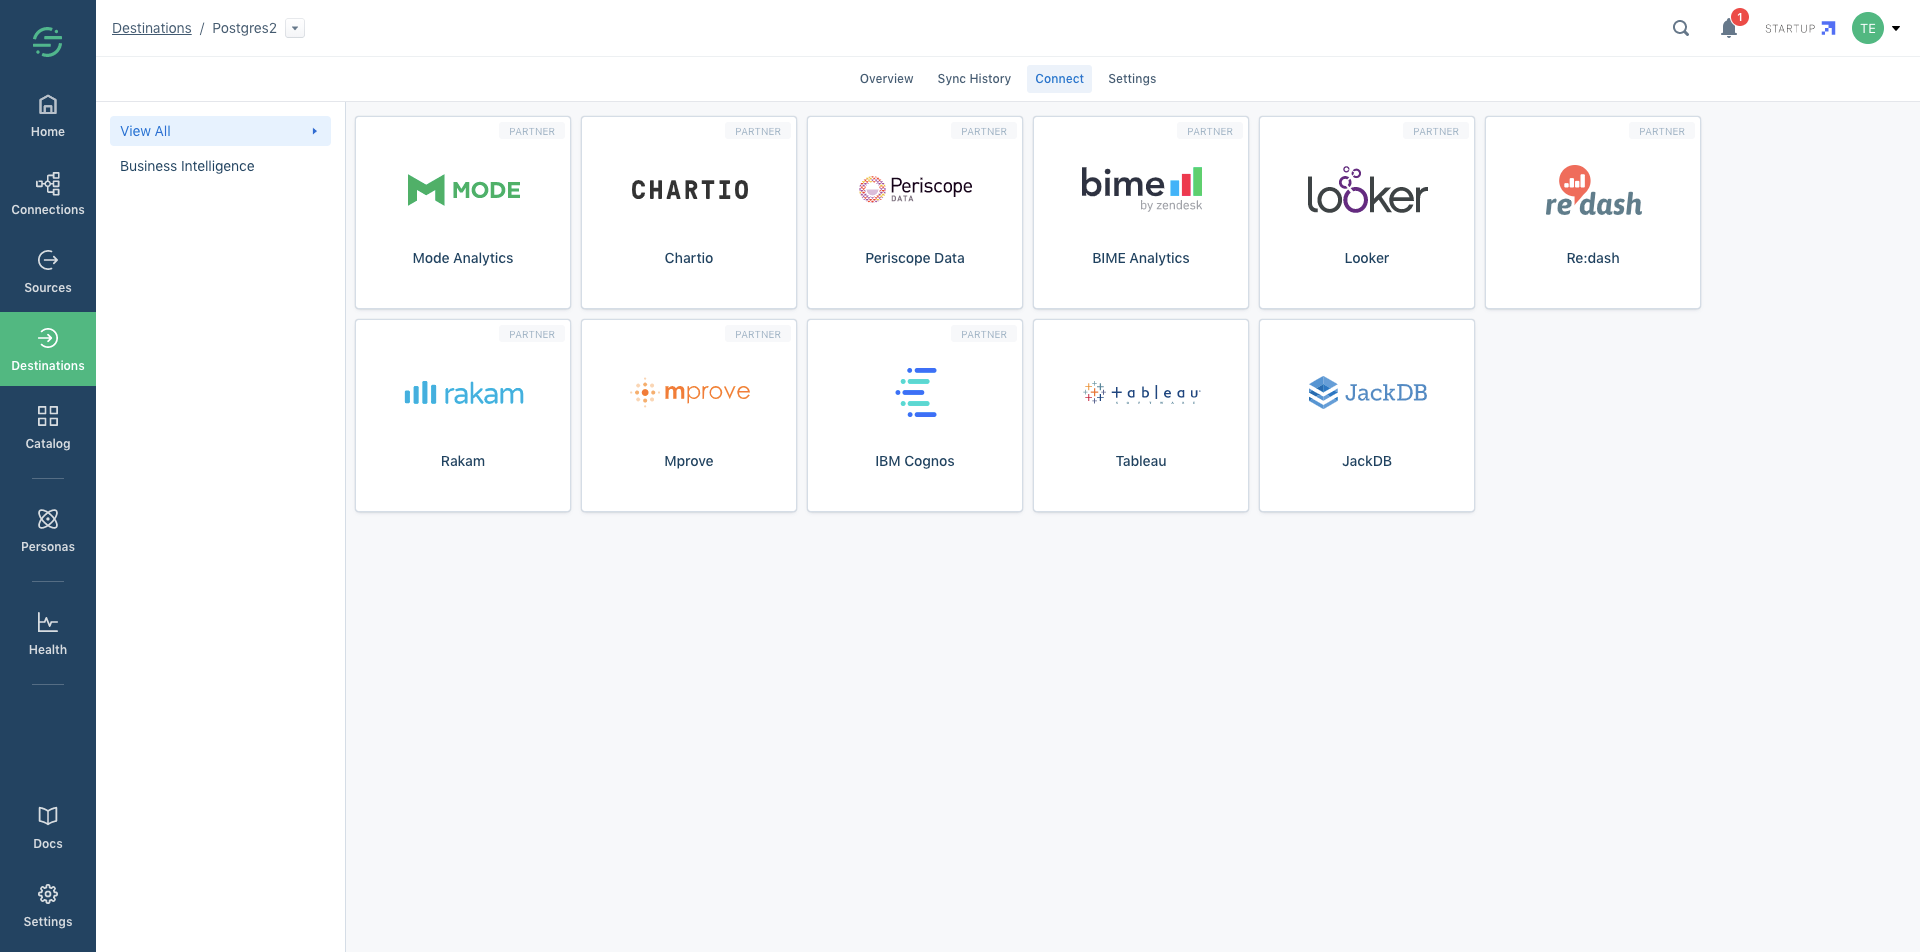 Destinations / Postgres2
1
STARTUP
TE
Home
Connections
Sources
Destinations
Catalog
Personas
Health
Docs
Settings
Overview
Sync History
Connect
Settings
View All
Business Intelligence
PARTNER
MODE
Mode Analytics
PARTNER
CHARTIO
Chartio
PARTNER
Periscope
DATA
Periscope Data
PARTNER
bime
by zendesk
BIME Analytics
PARTNER
looker
Looker
PARTNER
re dash
Re:dash
PARTNER
rakam
Rakam
PARTNER
mprove
Mprove
PARTNER
IBM Cognos
tableau
Tableau
JackDB
JackDB